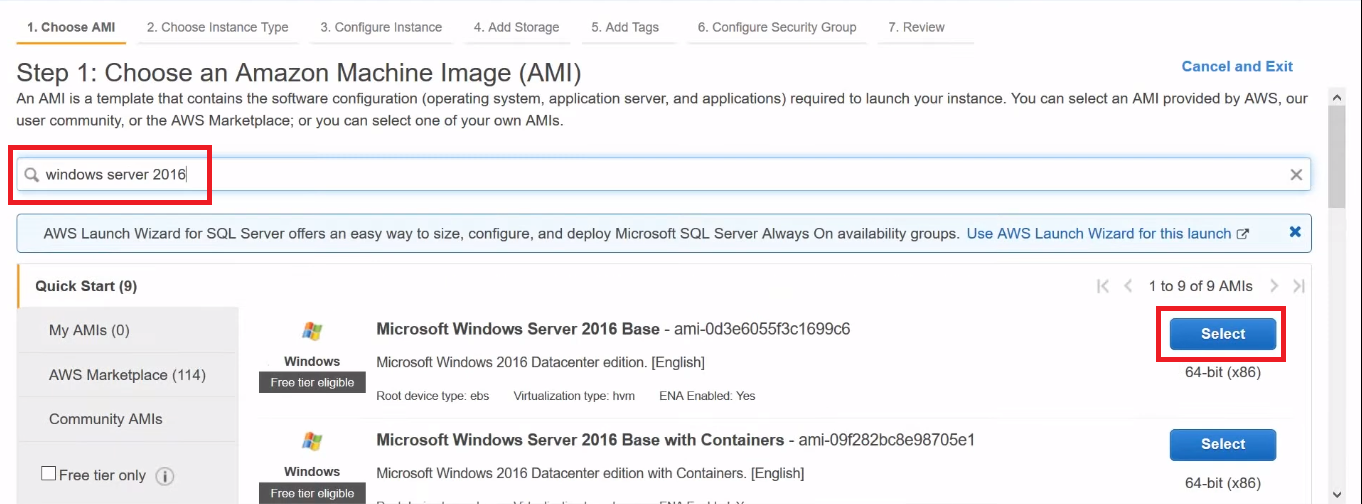 1. Choose AMI 2. Choose Instance Type 3. Configure Instance 4. Add Storage 5. Add Tags 6. Configure Security Group 7. Review
Step 1: Choose an Amazon Machine Image (AMI)
Cancel and Exit
An AMI is a template that contains the software configuration (operating system, application server, and applications) required to launch your instance. You can select an AMI provided by AWS, our
user community, or the AWS Marketplace; or you can select one of your own AMIs.
windows server 2016
AWS Launch Wizard for SQL Server offers an easy way to size, configure, and deploy Microsoft SQL Server Always On availability groups. Use AWS Launch Wizard for this launch
Quick Start (9)
1 to 9 of 9 AMIs
My AMIs (0)
AWS Marketplace (114)
Community AMIs
Free tier only
Windows
Free tier eligible
Microsoft Windows Server 2016 Base - ami-0d3e6055f3c1699c6
Microsoft Windows 2016 Datacenter edition. [English]
Root device type: ebs Virtualization type: hvm ENA Enabled: Yes
Select
64-bit (x86)
Windows
Free tier eligible
Microsoft Windows Server 2016 Base with Containers - ami-09f282bc8e98705e1
Microsoft Windows 2016 Datacenter edition with Containers. [English]
Select
64-bit (x86)